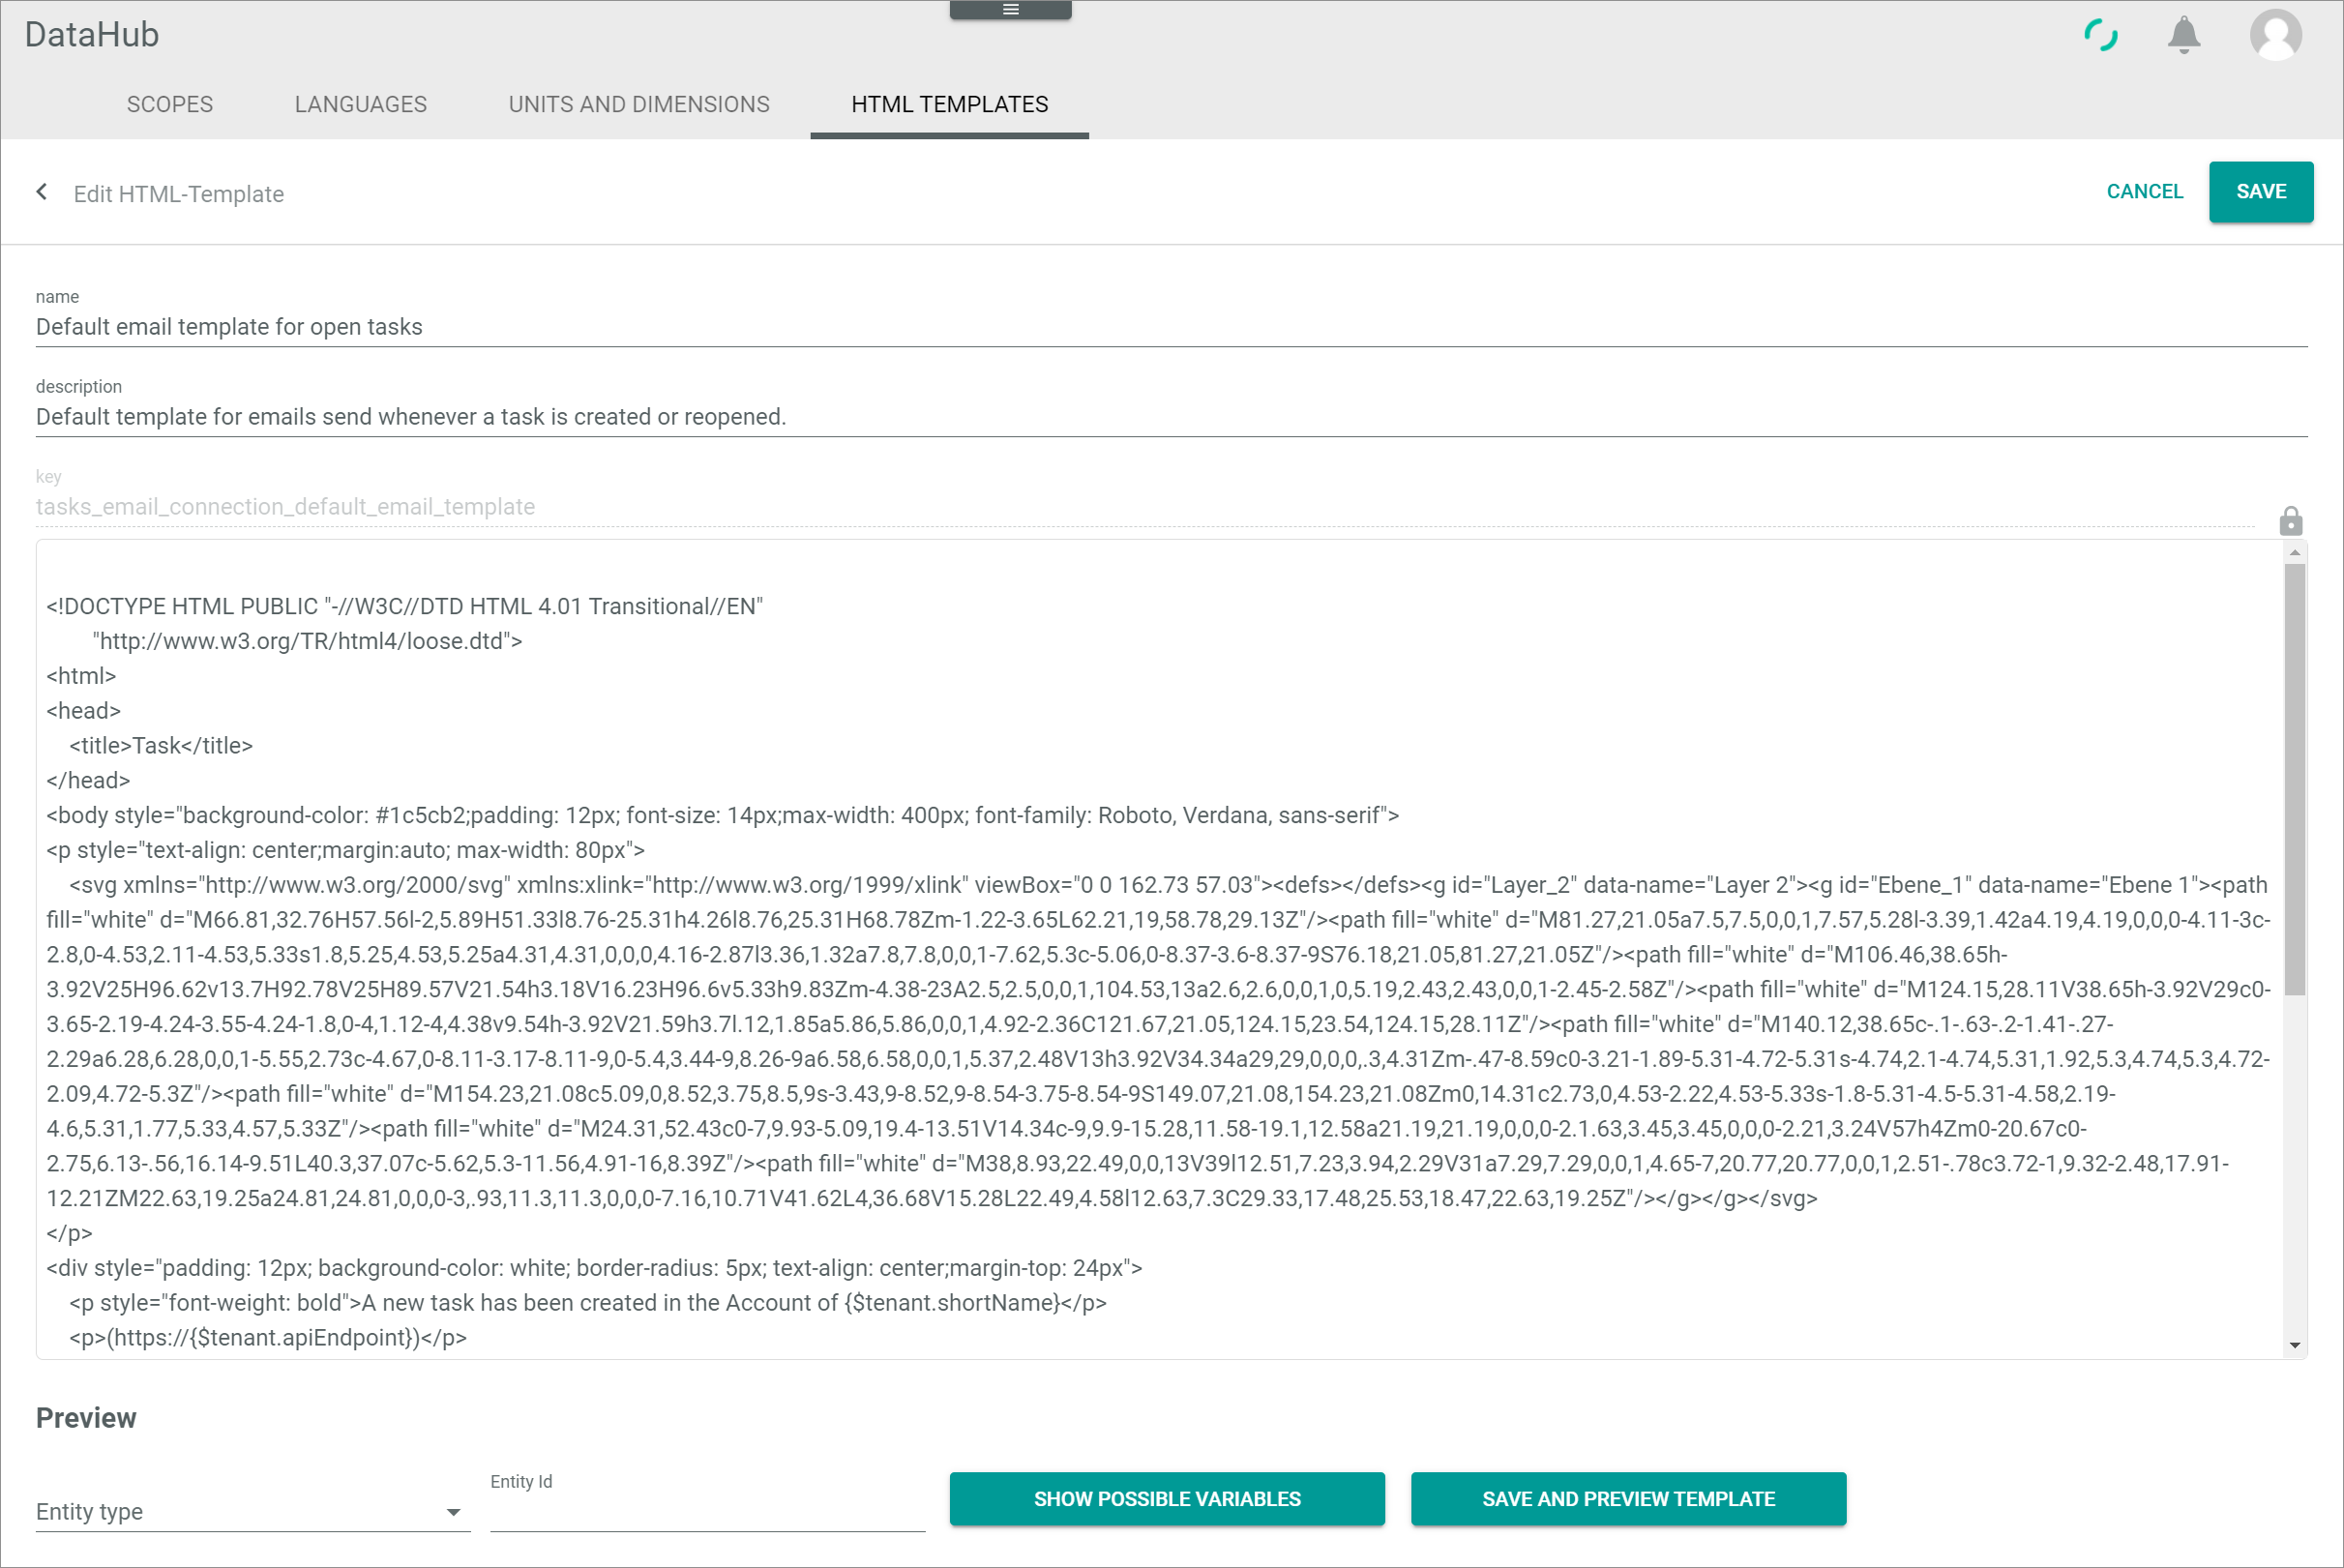 DataHub
SCOPES LANGUAGES UNITS AND DIMENSIONS HTML TEMPLATES
Edit HTML-Template
CANCEL SAVE
name
Default email template for open tasks
description
Default template for emails send whenever a task is created or reopened.
key
tasks_email_connection_default_email_template
<!DOCTYPE HTML PUBLIC "-//W3C//DTD HTML 4.01 Transitional//EN"
"http://www.w3.org/TR/html4/loose.dtd">
<html>
<head>
<title>Task</title>
</head>
<body style="background-color: #1c5cb2;padding: 12px; font-size: 14px;max-width: 400px; font-family: Roboto, Verdana, sans-serif">
<p style="text-align: center;margin:auto; max-width: 80px">
<svg xmlns="http://www.w3.org/2000/svg" xmlns:xlink="http://www.w3.org/1999/xlink" viewBox="0 0 162.73 57.03"><defs></defs><g id="Layer_2" data-name="Layer 2"><g id="Ebene_1" data-name="Ebene 1"><path
fill="white" d="M66.81,32.76H57.56l-2,5.89H51.33l8.76-25.31h4.26l8.76,25.31H68.78Zm-1.22-3.65L62.21,19,58.78,29.13Z"/><path fill="white" d="M81.27,21.05a7.5,7.5,0,0,1,7.57,5.28l-3.39,1.42a4.19,4.19,0,0,0-4.11-3c-
2.8,0-4.53,2.11-4.53,5.33s1.8,5.25,4.53,5.25a4.31,4.31,0,0,0,4.16-2.87l3.36,1.32a7.8,7.8,0,0,1-7.62,5.3c-5.06,0-8.37-3.6-8.37-9S76.18,21.05,81.27,21.05Z"/><path fill="white" d="M106.46,38.65h-
3.92V25H96.62v13.7H92.78V25H89.57V21.54h3.18V16.23H96.6v5.33h9.83Zm-4.38-23A2.5,2.5,0,0,1,104.53,13a2.6,2.6,0,0,1,0,5.19,2.43,2.43,0,0,1-2.45-2.58Z"/><path fill="white" d="M124.15,28.11V38.65h-3.92V29c0-
3.65-2.19-4.24-3.55-4.24-1.8,0-4,1.12-4,4.38v9.54h-3.92V21.59h3.7l.12,1.85a5.86,5.86,0,0,1,4.92-2.36C121.67,21.05,124.15,23.54,124.15,28.11Z"/><path fill="white" d="M140.12,38.65c-.1-.63-.2-1.41-.27-
2.29a6.28,6.28,0,0,1-5.55,2.73c-4.67,0-8.11-3.17-8.11-9,0-5.4,3.44-9,8.26-9a6.58,6.58,0,0,1,5.37,2.48V13h3.92V34.34a29,29,0,0,0,.3,4.31Zm-.47-8.59c0-3.21-1.89-5.31-4.72-5.31s-4.74,2.1-4.74,5.31,1.92,5.3,4.74,5.3,4.72-
2.09,4.72-5.3Z"/><path fill="white" d="M154.23,21.08c5.09,0,8.52,3.75,8.5,9s-3.43,9-8.52,9-8.54-3.75-8.54-9S149.07,21.08,154.23,21.08Zm0,14.31c2.73,0,4.53-2.22,4.53-5.33s-1.8-5.31-4.5-5.31-4.58,2.19-
4.6,5.31,1.77,5.33,4.57,5.33Z"/><path fill="white" d="M24.31,52.43c0-7,9.93-5.09,19.4-13.51V14.34c-9,9.9-15.28,11.58-19.1,12.58a21.19,21.19,0,0,0-2.1.63,3.45,3.45,0,0,0-2.21,3.24V57h4Zm0-20.67c0-
2.75,6.13-.56,16.14-9.51L40.3,37.07c-5.62,5.3-11.56,4.91-16,8.39Z"/><path fill="white" d="M38,8.93,22.49,0,0,13V39l12.51,7.23,3.94,2.29V31a7.29,7.29,0,0,1,4.65-7,20.77,20.77,0,0,1,2.51-.78c3.72-1,9.32-2.48,17.91-
12.21ZM22.63,19.25a24.81,24.81,0,0,0-3,.93,11.3,11.3,0,0,0-7.16,10.71V41.62L4,36.68V15.28L22.49,4.58l12.63,7.3C29.33,17.48,25.53,18.47,22.63,19.25Z"/></g></g></svg>
</p>
<div style="padding: 12px; background-color: white; border-radius: 5px; text-align: center;margin-top: 24px">
<p style="font-weight: bold">A new task has been created in the Account of {$tenant.shortName}</p>
<p>(https://{$tenant.apiEndpoint})</p>
Preview
Entity type
Entity Id
SHOW POSSIBLE VARIABLES SAVE AND PREVIEW TEMPLATE